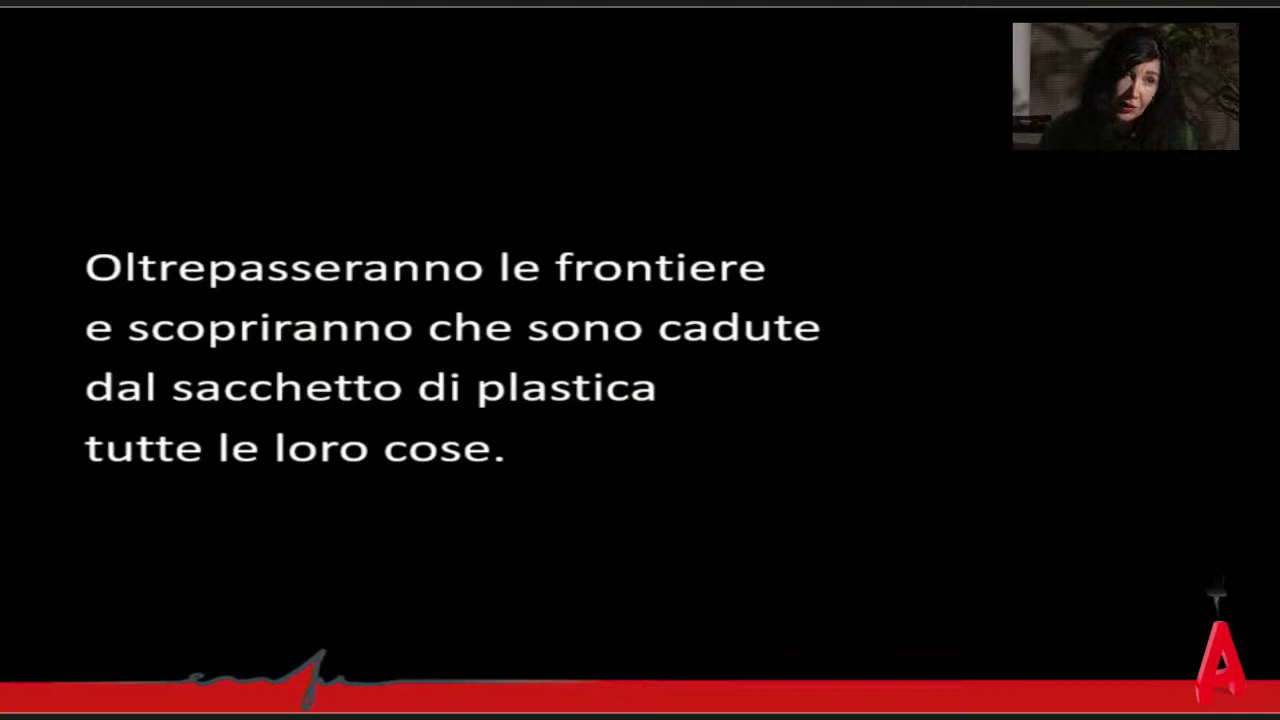 Oltrepasseranno le frontiere
e scopriranno che sono cadute
dal sacchetto di plastica
tutte le loro cose.
A